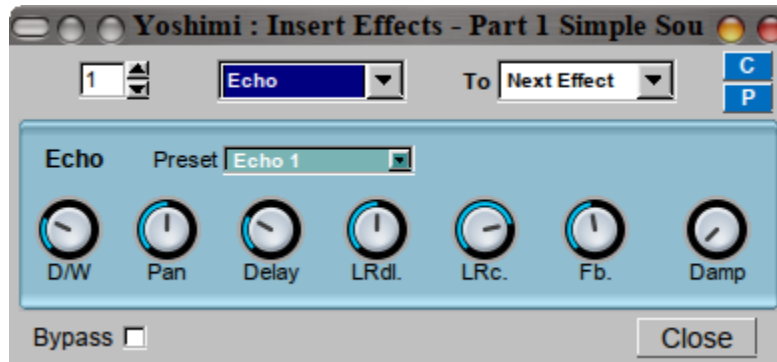 Yoshimi : Insert Effects - Part 1 Simple Sou
1 Echo To Next Effect C
P
Echo Preset Echo 1
D/W Pan Delay LRdl. LRc. Fb. Damp
Bypass Close